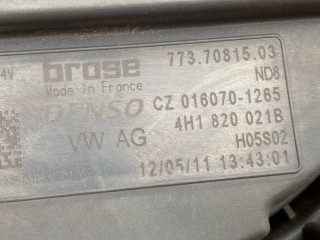 4V brose 773.70815.03
Made in France ND8
DENSO CZ 016070-1265
VW AG 4H1 820 021B
H05S02
12/05/11 13:43:01